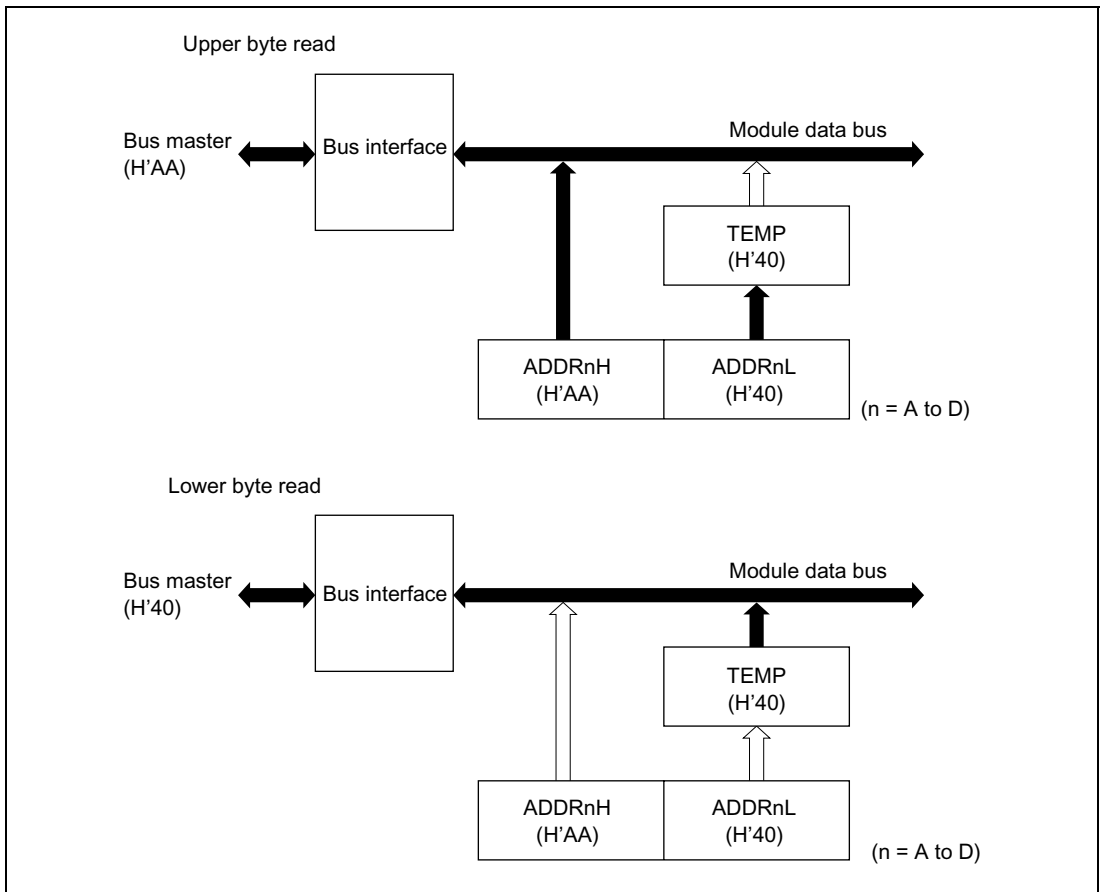 Upper byte read
Bus master
(H'AA)
Bus interface
Module data bus
TEMP
(H'40)
ADDRnH
(H'AA)
ADDRnL
(H'40)
(n = A to D)
Lower byte read
Bus master
(H'40)
Bus interface
Module data bus
TEMP
(H'40)
ADDRnH
(H'AA)
ADDRnL
(H'40)
(n = A to D)